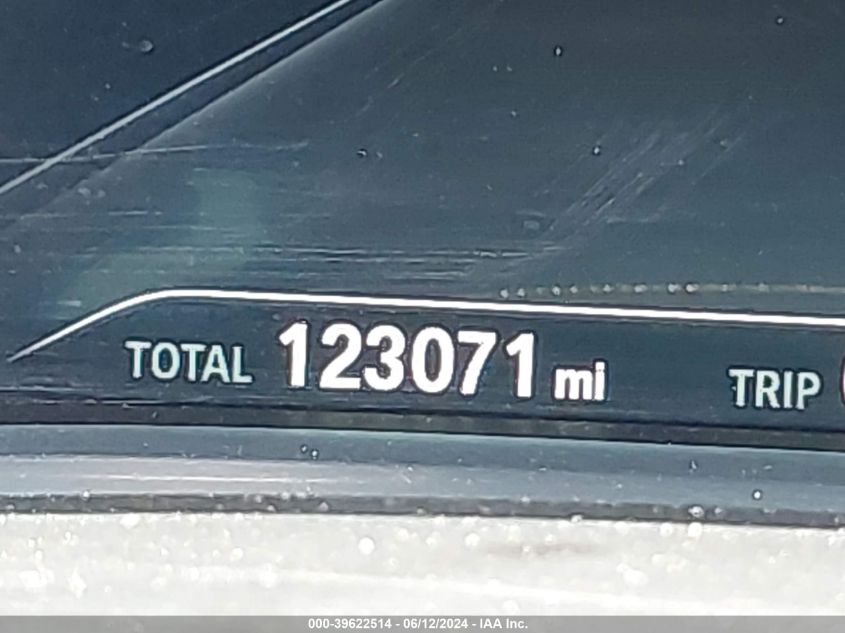 TOTAL 123071 mi TRIP
000-39622514 - 06/12/2024 - IAA Inc.